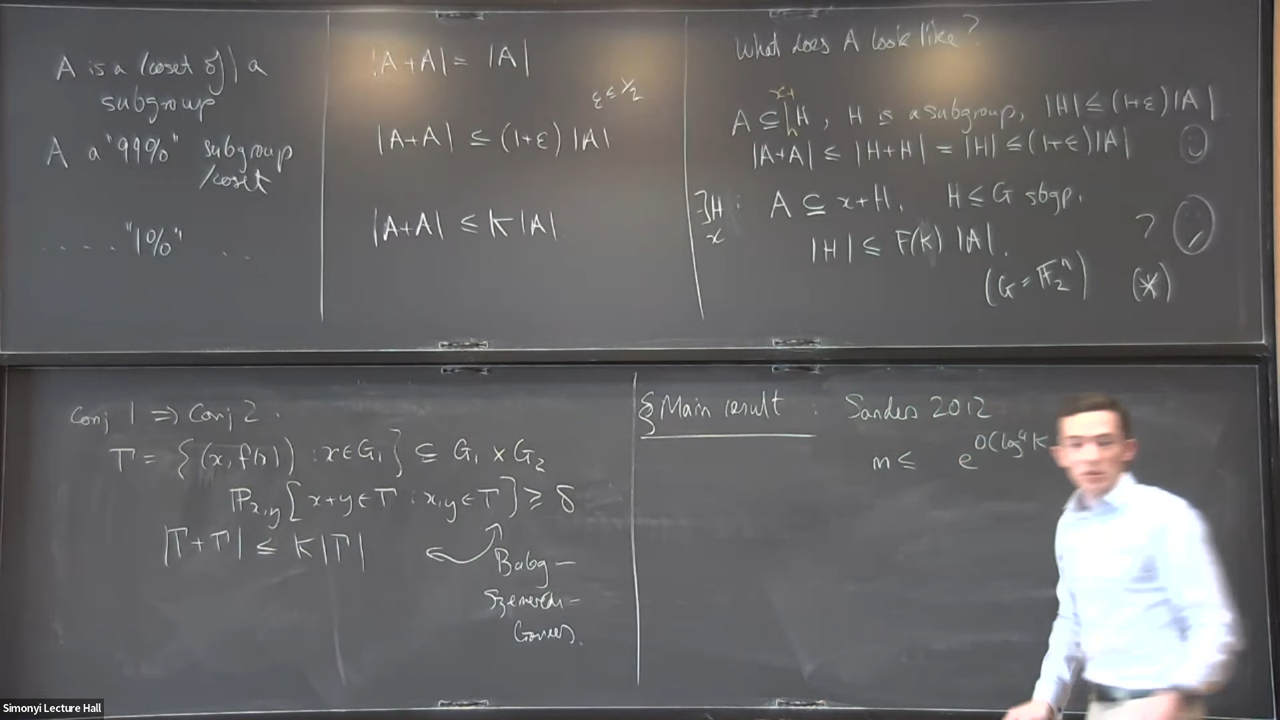 A is a (coset of) a
subgroup
A a "99%" subgroup
/coset
.... "1%" ..
|A+A| = |A|
ε ≤ 1/2
|A+A| ≤ (1+ε) |A|
|A+A| ≤ K|A|
What does A look like?
x+
A ⊆ H, H is a subgroup, |H| ≤ (1+ε)|A|
|A+A| ≤ |H+H| = |H| ≤ (1+ε)|A|
∃H x : A ⊆ x+H, H ≤ G sbgp.
|H| ≤ F(K) |A|. ?
(G = 𝔽₂ⁿ) (*)
Conj 1 ⇒ Conj 2.
Γ = {(x, f(x)) : x∈G₁} ⊆ G₁ × G₂
ℙ_{x,y}[x+y∈Γ : x,y∈Γ] ≥ δ
|Γ+Γ| ≤ K|Γ|
Balog –
Szemerédi –
Gowers.
§ Main result : Sanders 2012
m ≤ e^{O(log⁴ K
Simonyi Lecture Hall